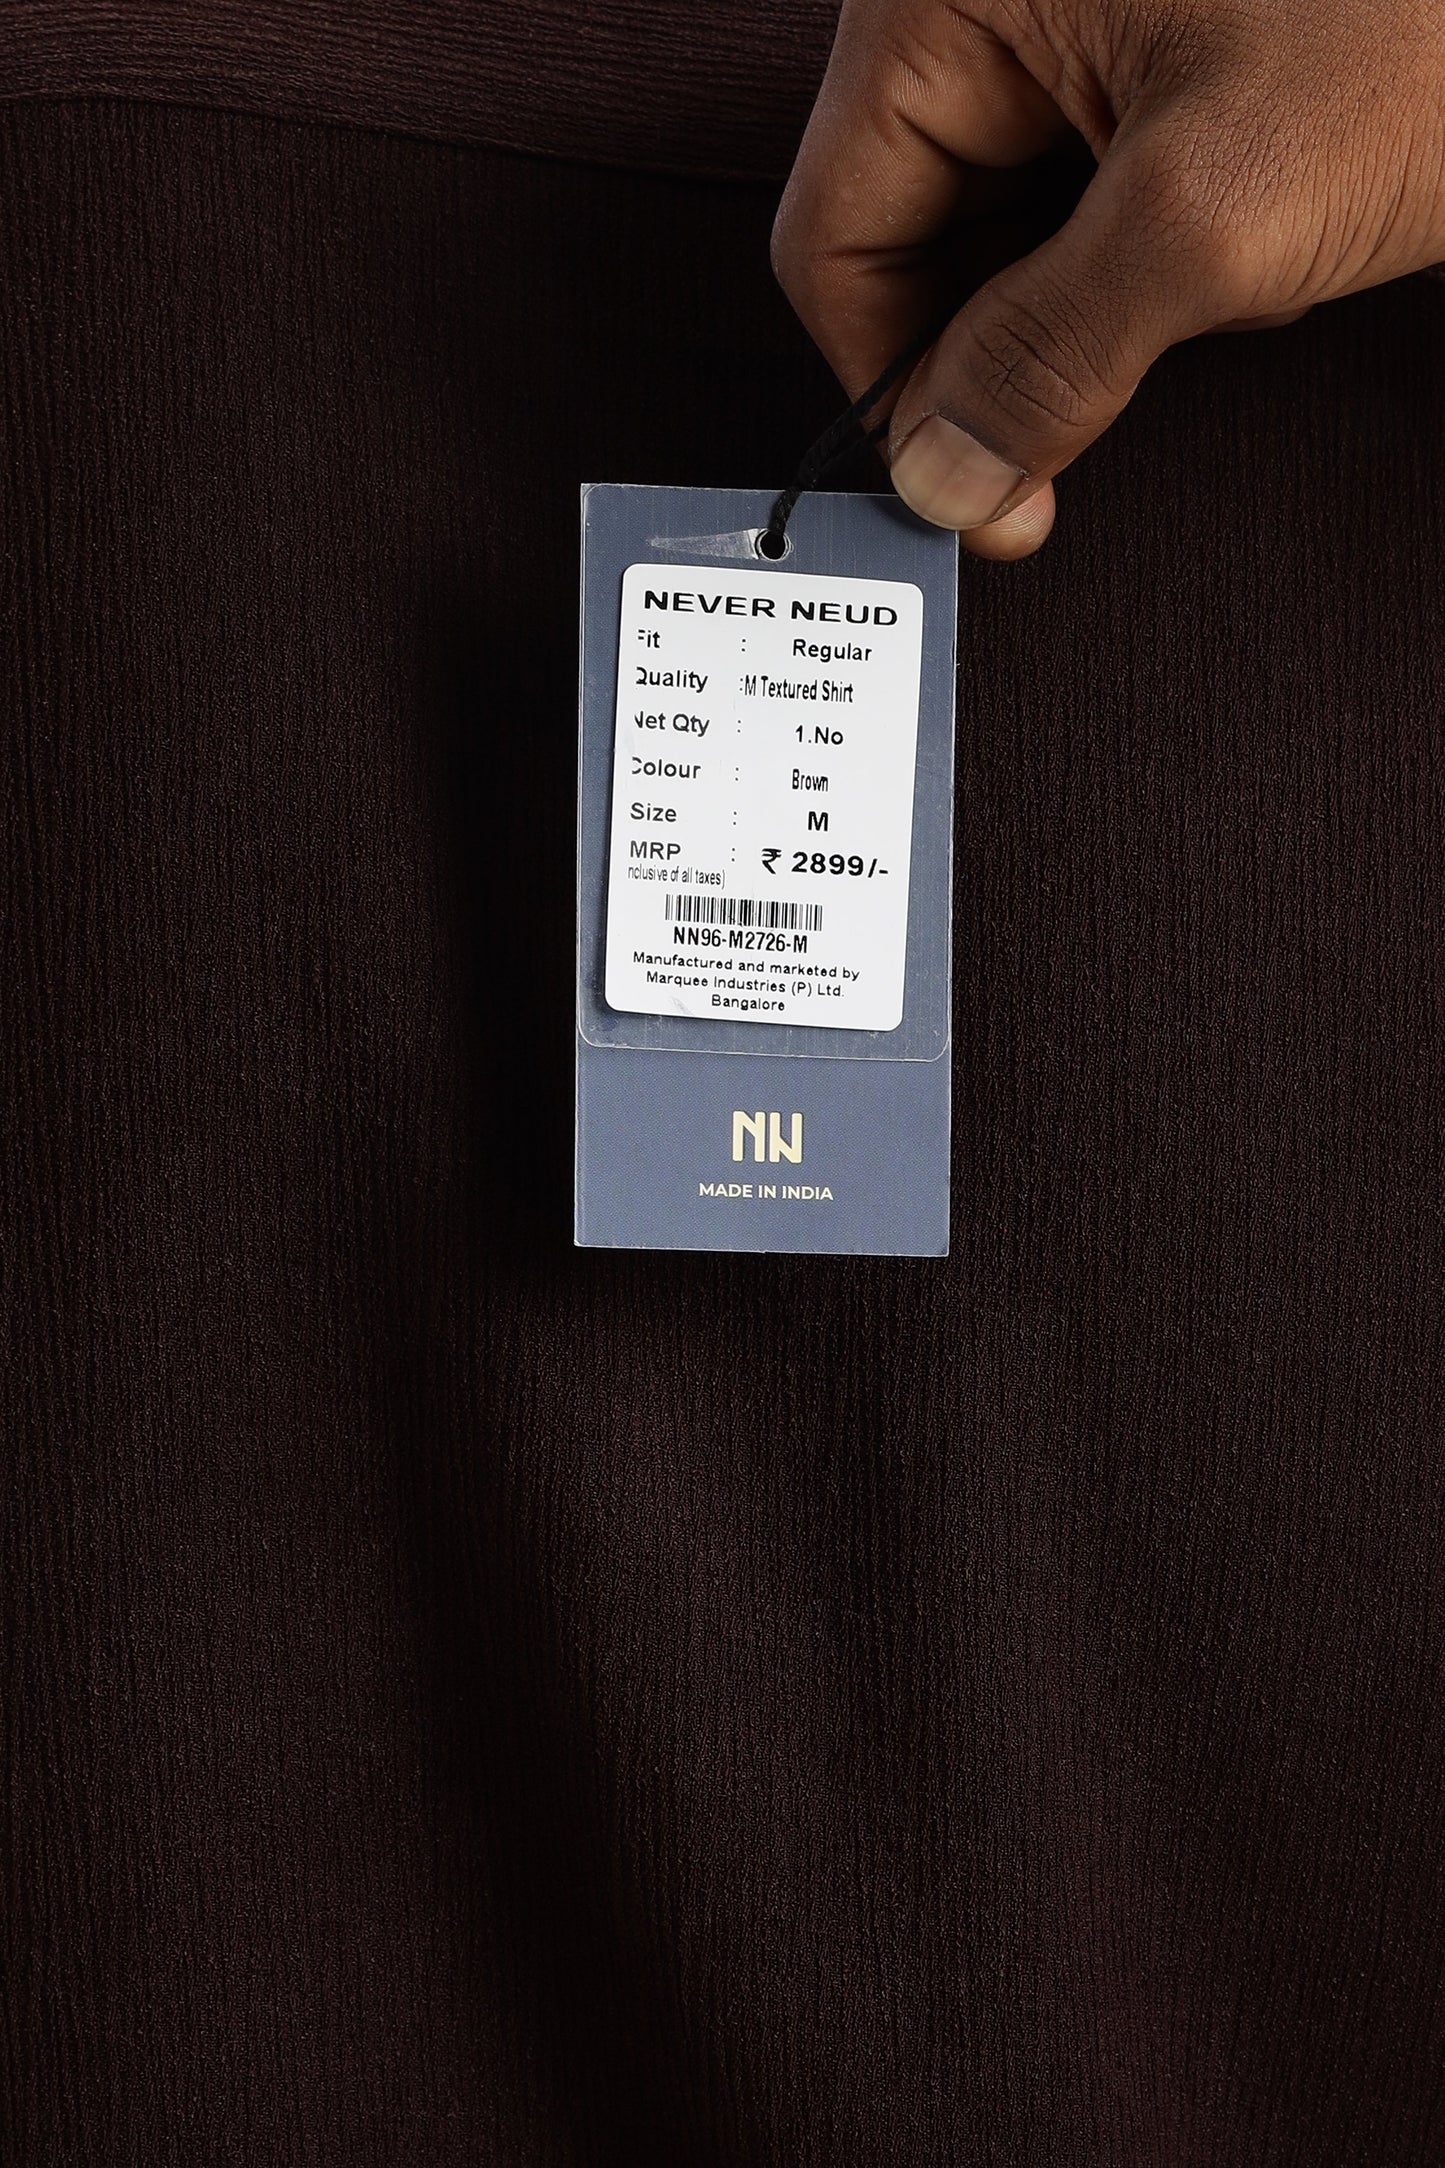 NEVER NEUD
Fit : Regular
Quality :M Textured Shirt
Net Qty : 1.No
Colour : Brown
Size : M
MRP : ₹ 2899/-
nclusive of all taxes)
NN96-M2726-M
Manufactured and marketed by
Marquee Industries (P) Ltd.
Bangalore
NN
MADE IN INDIA